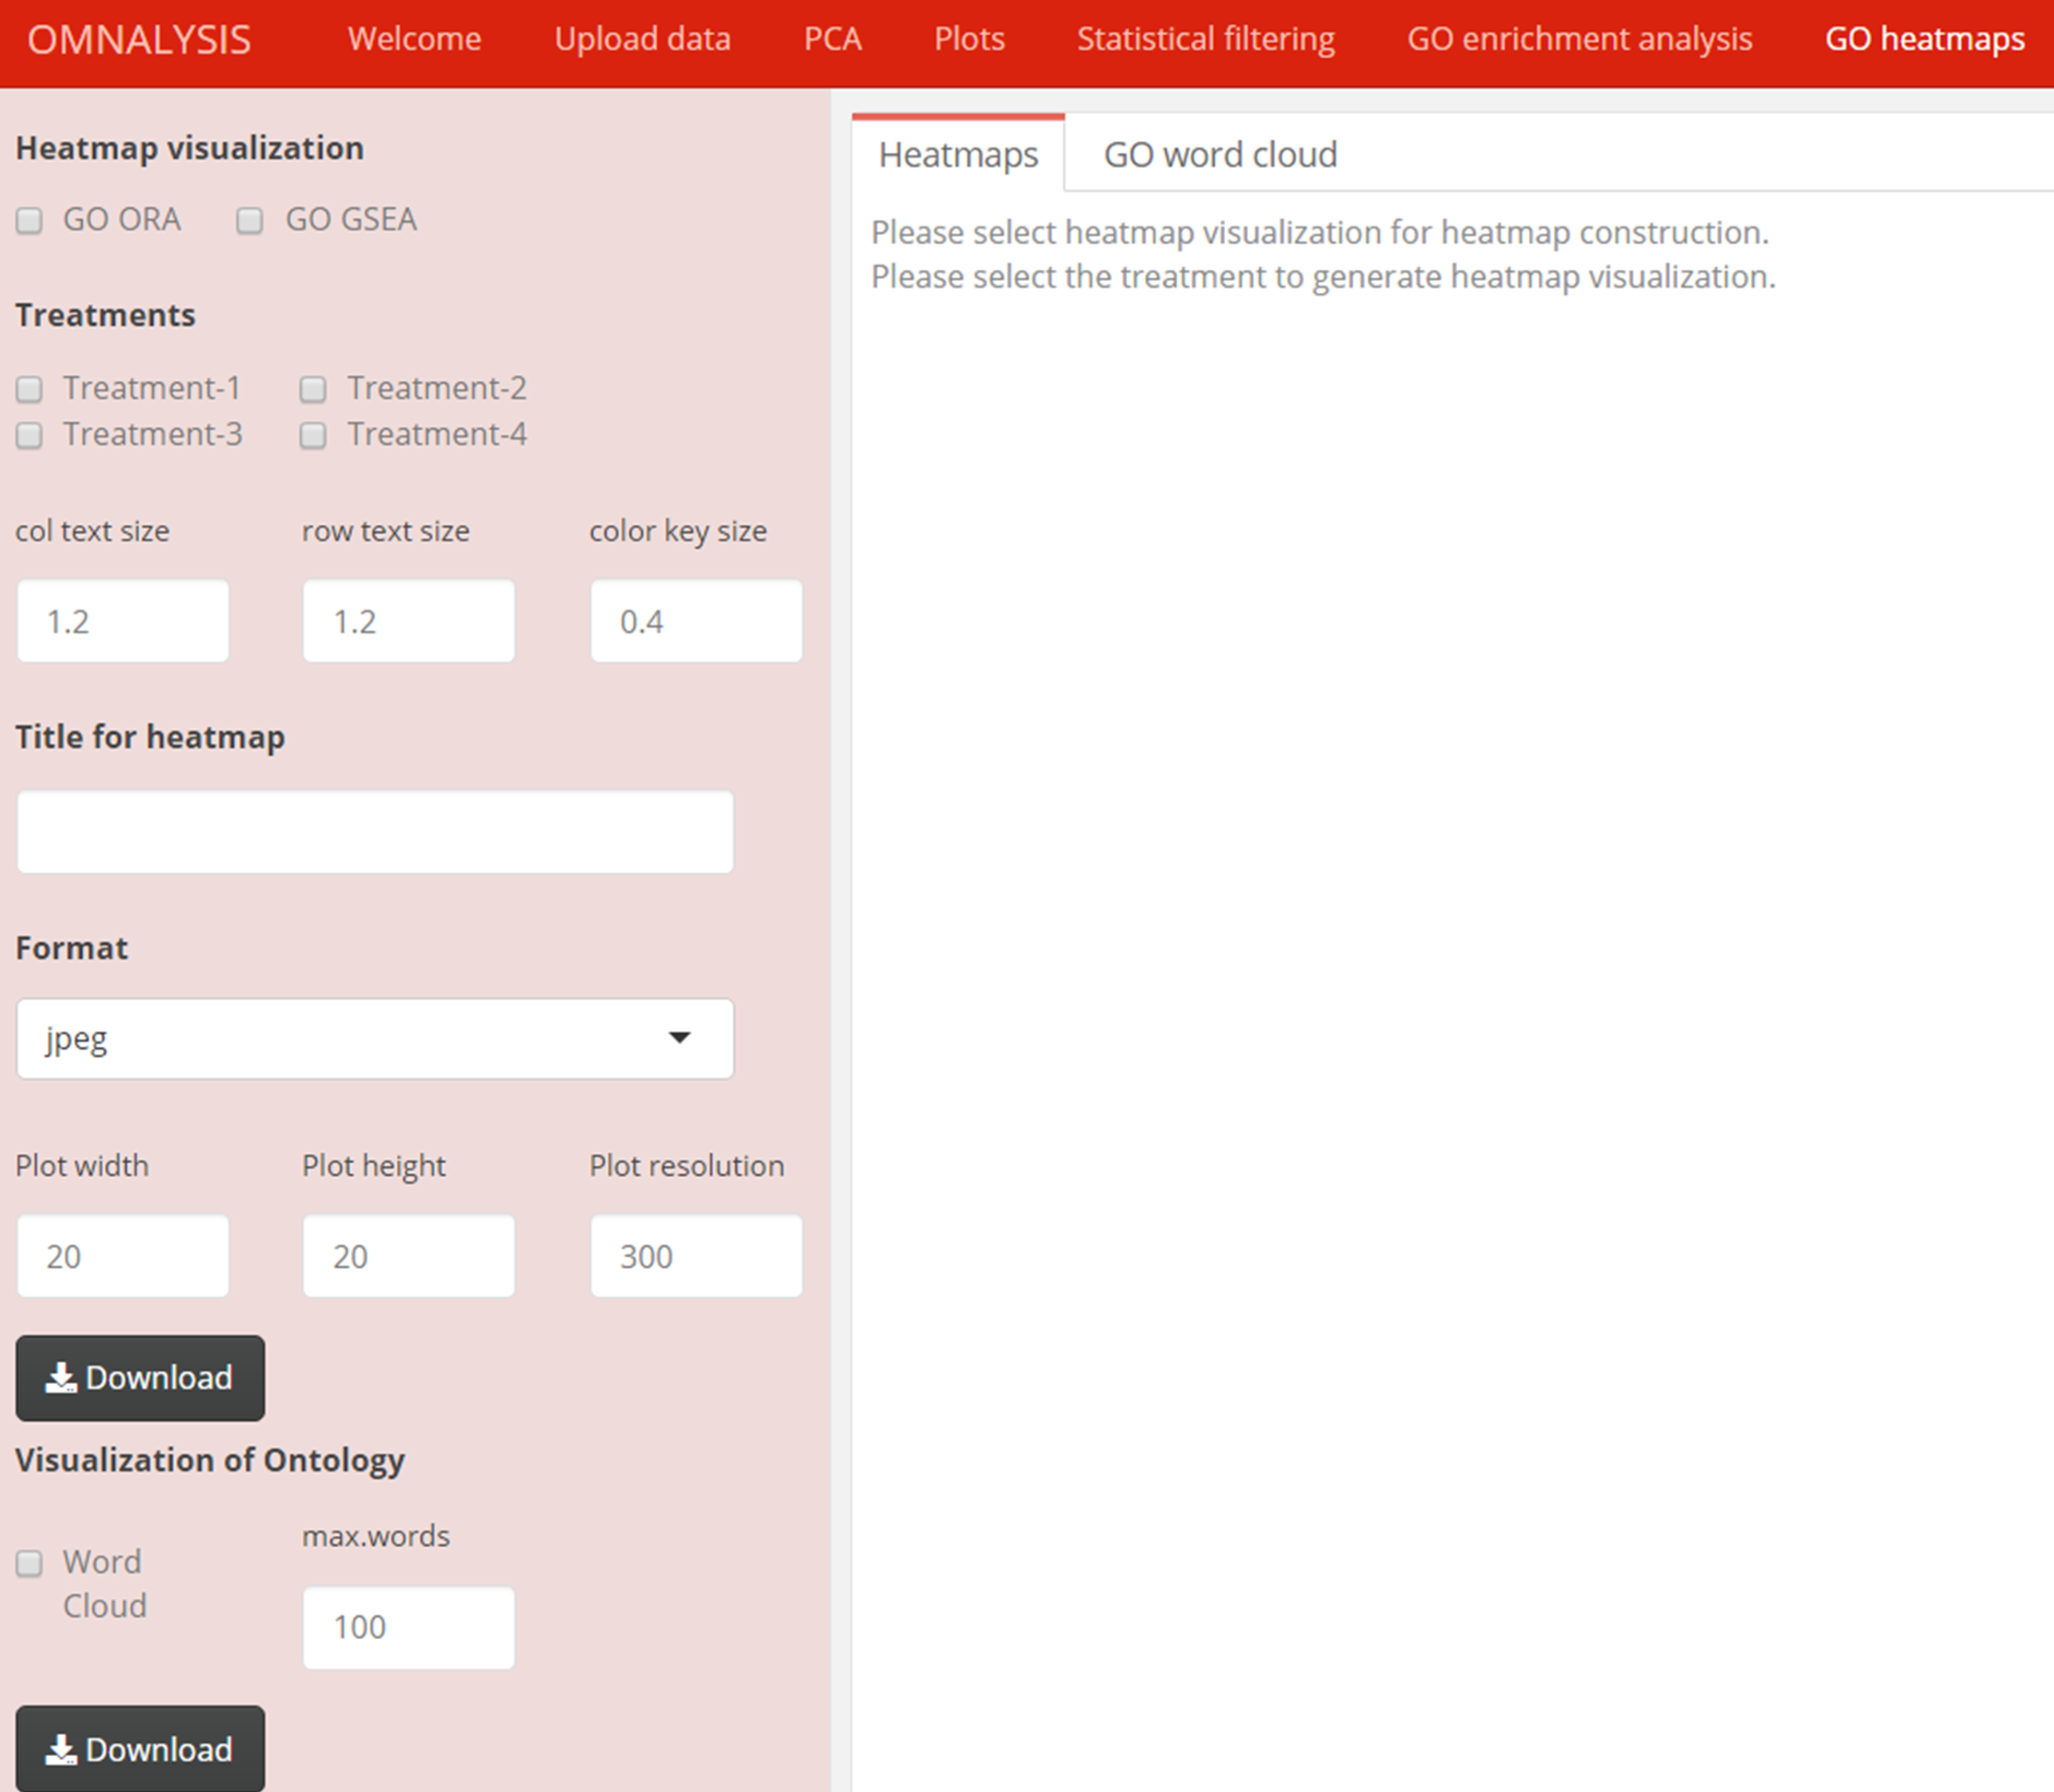 OMNALYSIS Welcome Upload data PCA Plots Statistical filtering GO enrichment analysis GO heatmaps
Heatmap visualization
GO ORA GO GSEA
Treatments
Treatment-1 Treatment-2
Treatment-3 Treatment-4
col text size row text size color key size
1.2 1.2 0.4
Title for heatmap
Format
jpeg
Plot width Plot height Plot resolution
20 20 300
Download
Visualization of Ontology
Word Cloud
max.words
100
Download
Heatmaps GO word cloud
Please select heatmap visualization for heatmap construction.
Please select the treatment to generate heatmap visualization.